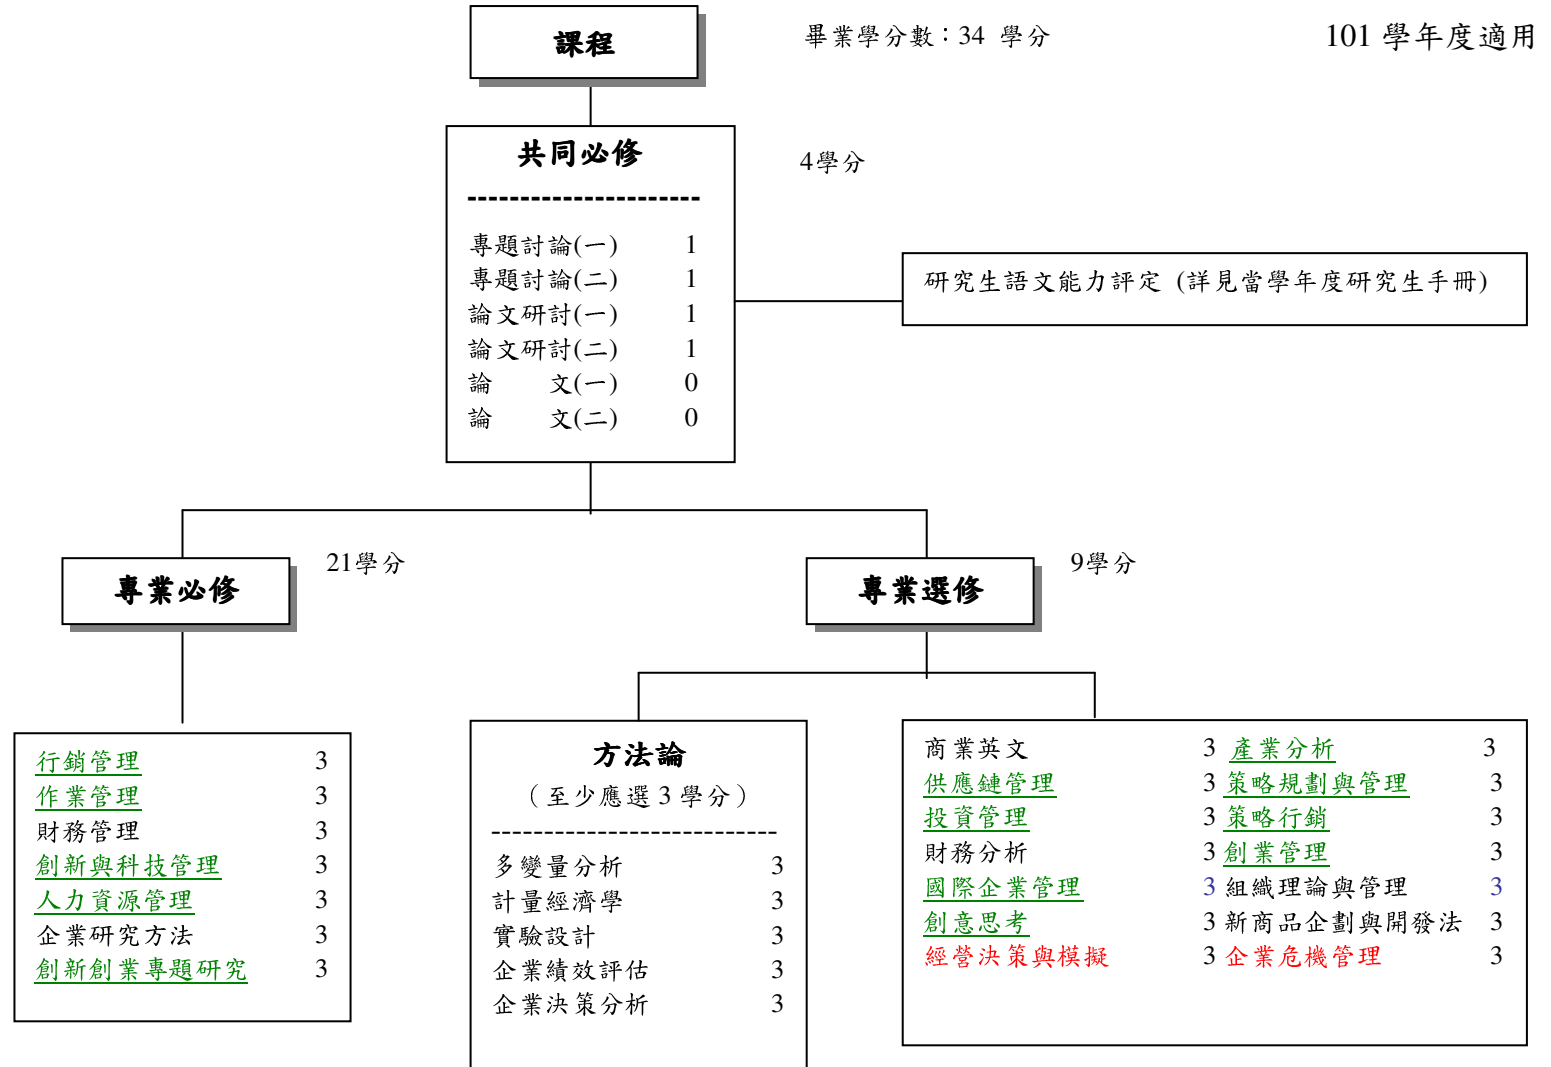 課程
畢業學分數：34 學分
101 學年度適用
共同必修
4學分
----------------------
專題討論(一) 1
專題討論(二) 1
論文研討(一) 1
論文研討(二) 1
論 文(一) 0
論 文(二) 0
研究生語文能力評定 (詳見當學年度研究生手冊)
專業必修
21學分
專業選修
9學分
行銷管理 3
作業管理 3
財務管理 3
創新與科技管理 3
人力資源管理 3
企業研究方法 3
創新創業專題研究 3
方法論
（至少應選 3 學分）
---------------------------
多變量分析 3
計量經濟學 3
實驗設計 3
企業績效評估 3
企業決策分析 3
商業英文 3 產業分析 3
供應鏈管理 3 策略規劃與管理 3
投資管理 3 策略行銷 3
財務分析 3 創業管理 3
國際企業管理 3 組織理論與管理 3
創意思考 3 新商品企劃與開發法 3
經營決策與模擬 3 企業危機管理 3